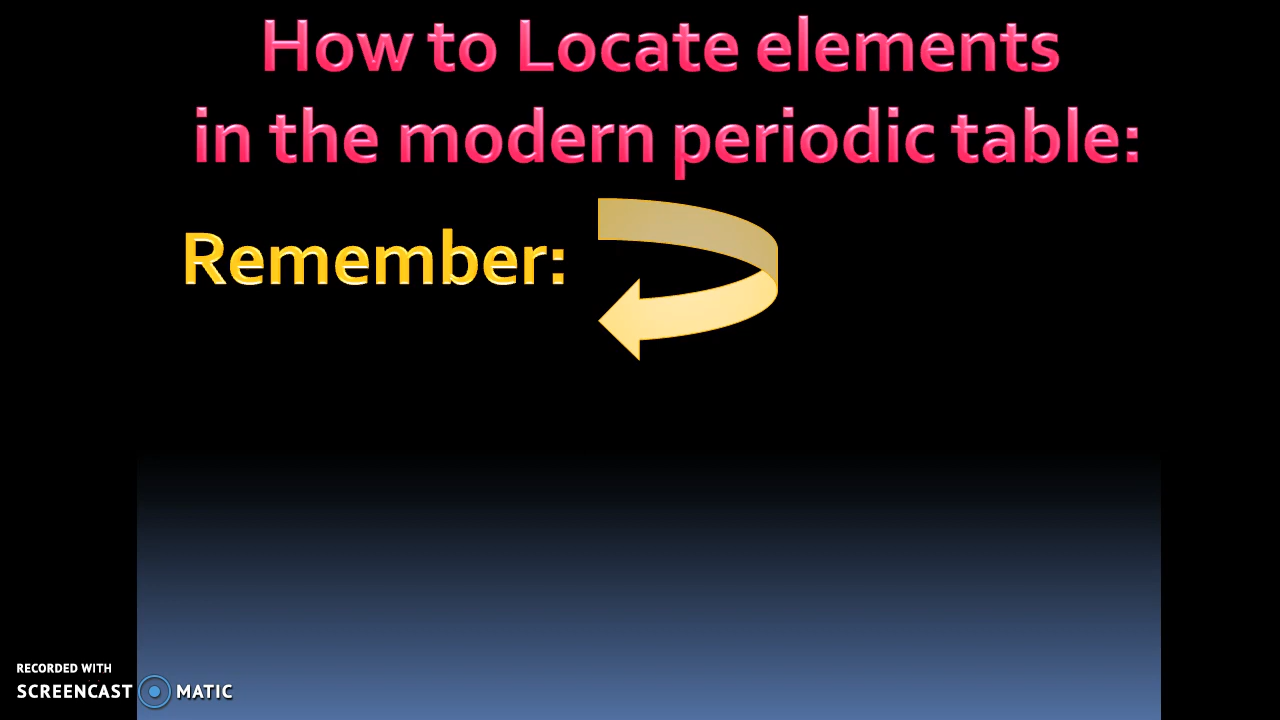 How to Locate elements
in the modern periodic table:
Remember:
RECORDED WITH
SCREENCAST MATIC